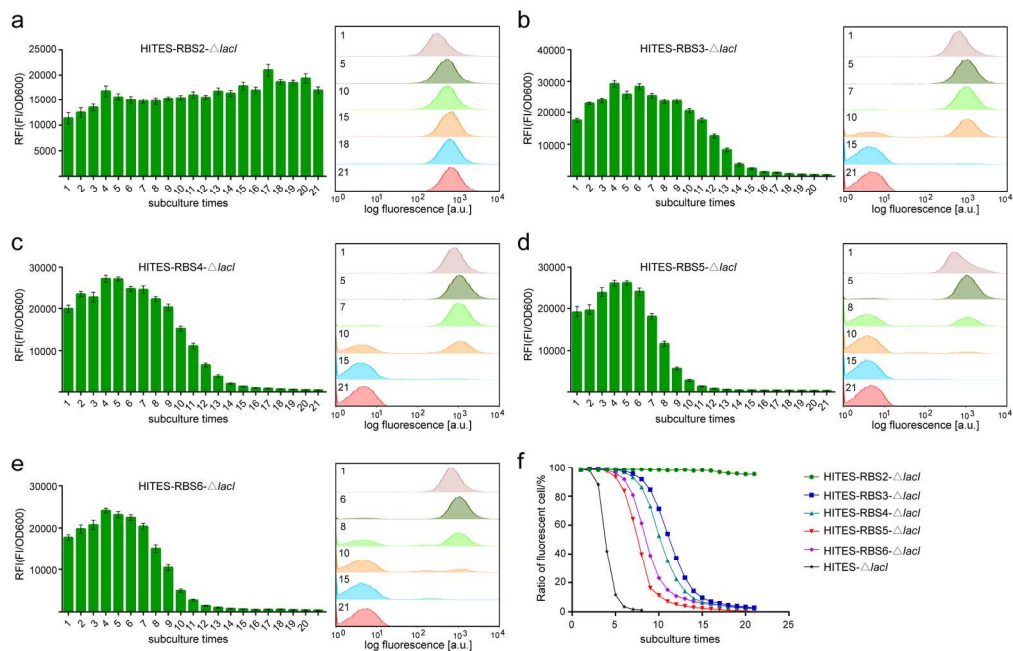 a
HITES-RBS2-△lacI
RFI(FI/OD600)
25000
20000
15000
10000
5000
1 2 3 4 5 6 7 8 9 10 11 12 13 14 15 16 17 18 19 20 21
subculture times
1
5
10
15
18
21
10⁰ 10¹ 10² 10³ 10⁴
log fluorescence [a.u.]
b
HITES-RBS3-△lacI
RFI(FI/OD600)
40000
30000
20000
10000
1 2 3 4 5 6 7 8 9 10 11 12 13 14 15 16 17 18 19 20 21
subculture times
1
5
7
10
15
21
10⁰ 10¹ 10² 10³ 10⁴
log fluorescence [a.u.]
c
HITES-RBS4-△lacI
RFI(FI/OD600)
30000
20000
10000
1 2 3 4 5 6 7 8 9 10 11 12 13 14 15 16 17 18 19 20 21
subculture times
1
5
7
10
15
21
10⁰ 10¹ 10² 10³ 10⁴
log fluorescence [a.u.]
d
HITES-RBS5-△lacI
RFI(FI/OD600)
30000
20000
10000
1 2 3 4 5 6 7 8 9 10 11 12 13 14 15 16 17 18 19 20 21
subculture times
1
5
8
10
15
21
10⁰ 10¹ 10² 10³ 10⁴
log fluorescence [a.u.]
e
HITES-RBS6-△lacI
RFI(FI/OD600)
30000
20000
10000
1 2 3 4 5 6 7 8 9 10 11 12 13 14 15 16 17 18 19 20
subculture times
1
6
8
10
15
21
10⁰ 10¹ 10² 10³ 10⁴
log fluorescence [a.u.]
f
Ratio of fluorescent cell/%
100
80
60
40
20
0
0 5 10 15 20 25
subculture times
HITES-RBS2-△lacI
HITES-RBS3-△lacI
HITES-RBS4-△lacI
HITES-RBS5-△lacI
HITES-RBS6-△lacI
HITES-△lacI